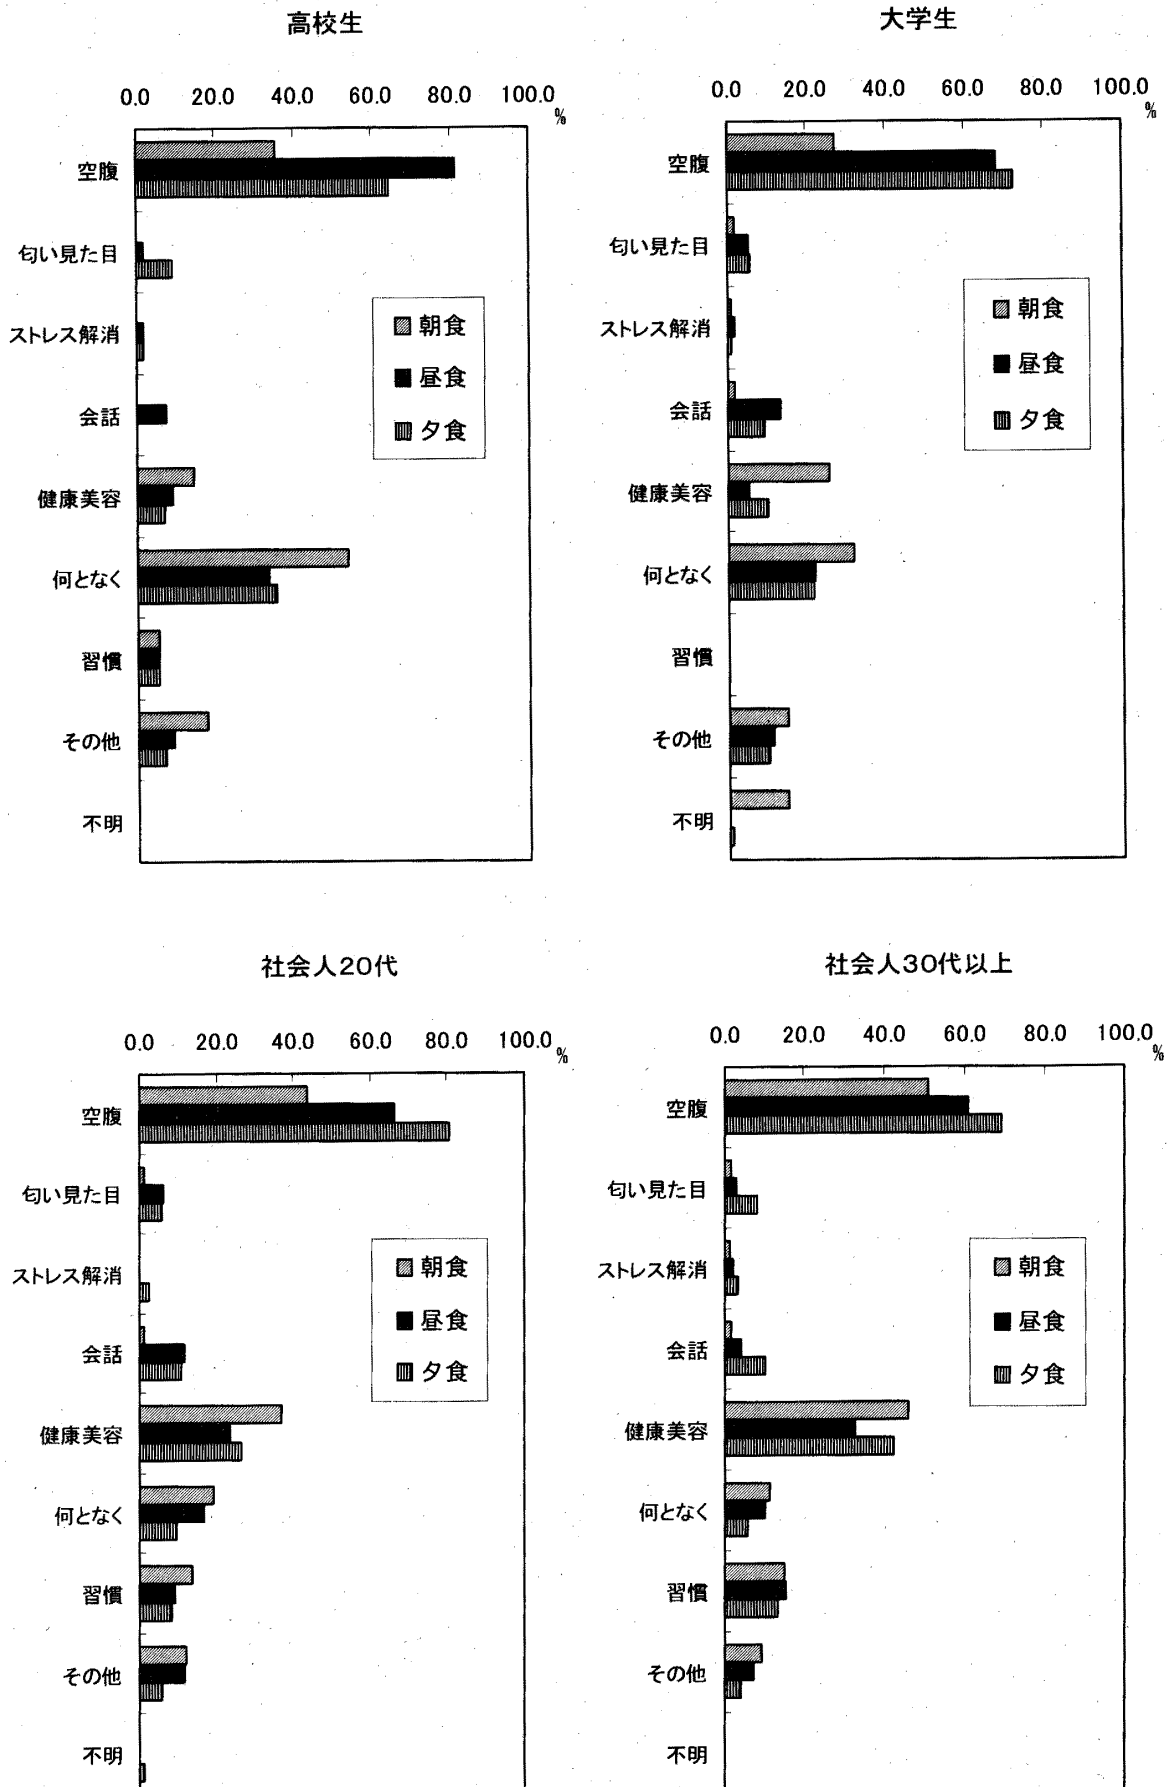 高校生
0.0 20.0 40.0 60.0 80.0 100.0
%
空腹
匂い見た目
ストレス解消
会話
健康美容
何となく
習慣
その他
不明
朝食
昼食
夕食
大学生
0.0 20.0 40.0 60.0 80.0 100.0
%
空腹
匂い見た目
ストレス解消
会話
健康美容
何となく
習慣
その他
不明
朝食
昼食
夕食
社会人20代
0.0 20.0 40.0 60.0 80.0 100.0
%
空腹
匂い見た目
ストレス解消
会話
健康美容
何となく
習慣
その他
不明
朝食
昼食
夕食
社会人30代以上
0.0 20.0 40.0 60.0 80.0 100.0
%
空腹
匂い見た目
ストレス解消
会話
健康美容
何となく
習慣
その他
不明
朝食
昼食
夕食